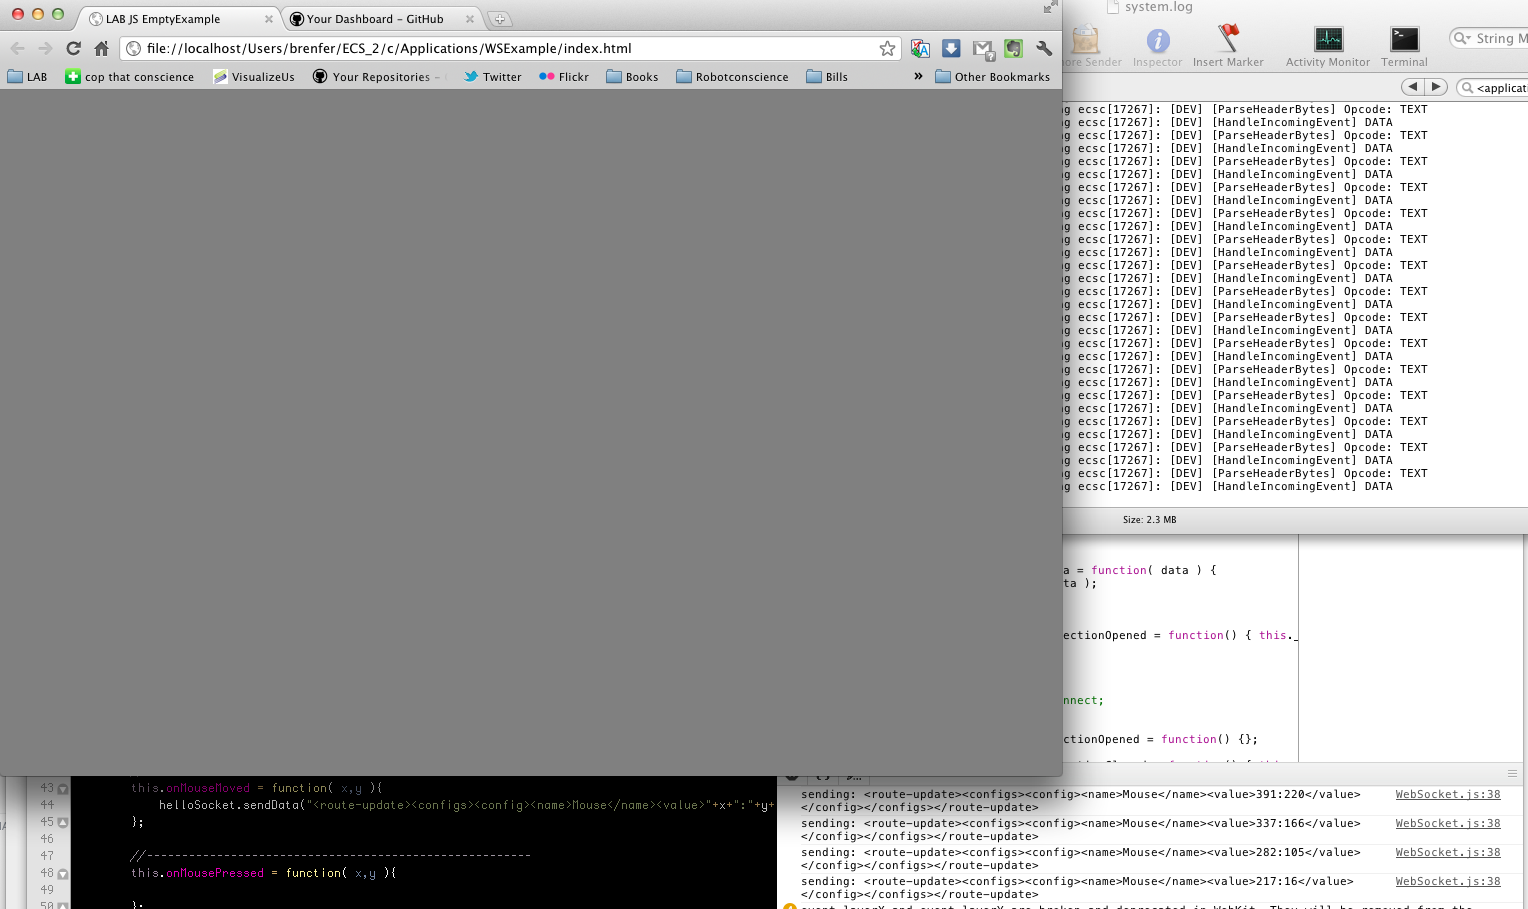 LAB JS EmptyExample
Your Dashboard - GitHub
system.log
file://localhost/Users/brenfer/ECS_2/c/Applications/WSExample/index.html
Sender
Inspector
Insert Marker
Activity Monitor
Terminal
String M
LAB
cop that conscience
VisualizeUs
Your Repositories -
Twitter
Flickr
Books
Robotconscience
Bills
»
Other Bookmarks
<applicati
g ecsc[17267]: [DEV] [ParseHeaderBytes] Opcode: TEXT
g ecsc[17267]: [DEV] [HandleIncomingEvent] DATA
g ecsc[17267]: [DEV] [ParseHeaderBytes] Opcode: TEXT
g ecsc[17267]: [DEV] [HandleIncomingEvent] DATA
g ecsc[17267]: [DEV] [ParseHeaderBytes] Opcode: TEXT
g ecsc[17267]: [DEV] [HandleIncomingEvent] DATA
g ecsc[17267]: [DEV] [ParseHeaderBytes] Opcode: TEXT
g ecsc[17267]: [DEV] [HandleIncomingEvent] DATA
g ecsc[17267]: [DEV] [ParseHeaderBytes] Opcode: TEXT
g ecsc[17267]: [DEV] [HandleIncomingEvent] DATA
g ecsc[17267]: [DEV] [ParseHeaderBytes] Opcode: TEXT
g ecsc[17267]: [DEV] [HandleIncomingEvent] DATA
g ecsc[17267]: [DEV] [ParseHeaderBytes] Opcode: TEXT
g ecsc[17267]: [DEV] [HandleIncomingEvent] DATA
g ecsc[17267]: [DEV] [ParseHeaderBytes] Opcode: TEXT
g ecsc[17267]: [DEV] [HandleIncomingEvent] DATA
g ecsc[17267]: [DEV] [ParseHeaderBytes] Opcode: TEXT
g ecsc[17267]: [DEV] [HandleIncomingEvent] DATA
g ecsc[17267]: [DEV] [ParseHeaderBytes] Opcode: TEXT
g ecsc[17267]: [DEV] [HandleIncomingEvent] DATA
g ecsc[17267]: [DEV] [ParseHeaderBytes] Opcode: TEXT
g ecsc[17267]: [DEV] [HandleIncomingEvent] DATA
g ecsc[17267]: [DEV] [ParseHeaderBytes] Opcode: TEXT
g ecsc[17267]: [DEV] [HandleIncomingEvent] DATA
g ecsc[17267]: [DEV] [ParseHeaderBytes] Opcode: TEXT
g ecsc[17267]: [DEV] [HandleIncomingEvent] DATA
g ecsc[17267]: [DEV] [ParseHeaderBytes] Opcode: TEXT
g ecsc[17267]: [DEV] [HandleIncomingEvent] DATA
g ecsc[17267]: [DEV] [ParseHeaderBytes] Opcode: TEXT
g ecsc[17267]: [DEV] [HandleIncomingEvent] DATA
Size: 2.3 MB
a = function( data ) {
ta );
ectionOpened = function() { this._
nnect;
ctionOpened = function() {};
43 this.onMouseMoved = function( x,y ){
44 helloSocket.sendData("<route-update><configs><config><name>Mouse</name><value>"+x+":"+y+
45 };
46
47 //-------------------------------------------------------
48 this.onMousePressed = function( x,y ){
49
50 };
sending: <route-update><configs><config><name>Mouse</name><value>391:220</value> WebSocket.js:38
</config></configs></route-update>
sending: <route-update><configs><config><name>Mouse</name><value>337:166</value> WebSocket.js:38
</config></configs></route-update>
sending: <route-update><configs><config><name>Mouse</name><value>282:105</value> WebSocket.js:38
</config></configs></route-update>
sending: <route-update><configs><config><name>Mouse</name><value>217:16</value> WebSocket.js:38
</config></configs></route-update>